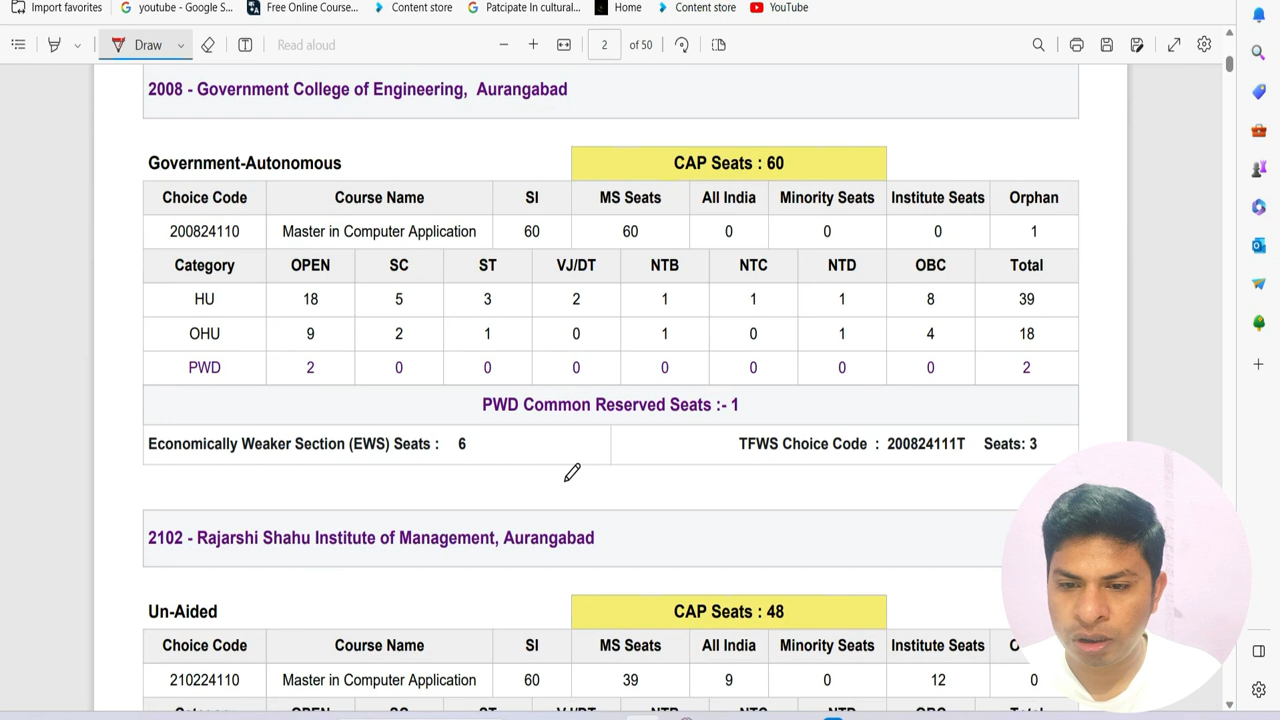 Import favorites youtube - Google S... Free Online Course... Content store Patcipate In cultural... Home Content store YouTube
Draw Read aloud 2 of 50
2008 - Government College of Engineering, Aurangabad
Government-Autonomous CAP Seats : 60
Choice Code Course Name SI MS Seats All India Minority Seats Institute Seats Orphan
200824110 Master in Computer Application 60 60 0 0 0 1
Category OPEN SC ST VJ/DT NTB NTC NTD OBC Total
HU 18 5 3 2 1 1 1 8 39
OHU 9 2 1 0 1 0 1 4 18
PWD 2 0 0 0 0 0 0 0 2
PWD Common Reserved Seats :- 1
Economically Weaker Section (EWS) Seats : 6 TFWS Choice Code : 200824111T Seats: 3
2102 - Rajarshi Shahu Institute of Management, Aurangabad
Un-Aided CAP Seats : 48
Choice Code Course Name SI MS Seats All India Minority Seats Institute Seats
210224110 Master in Computer Application 60 39 9 0 12 0